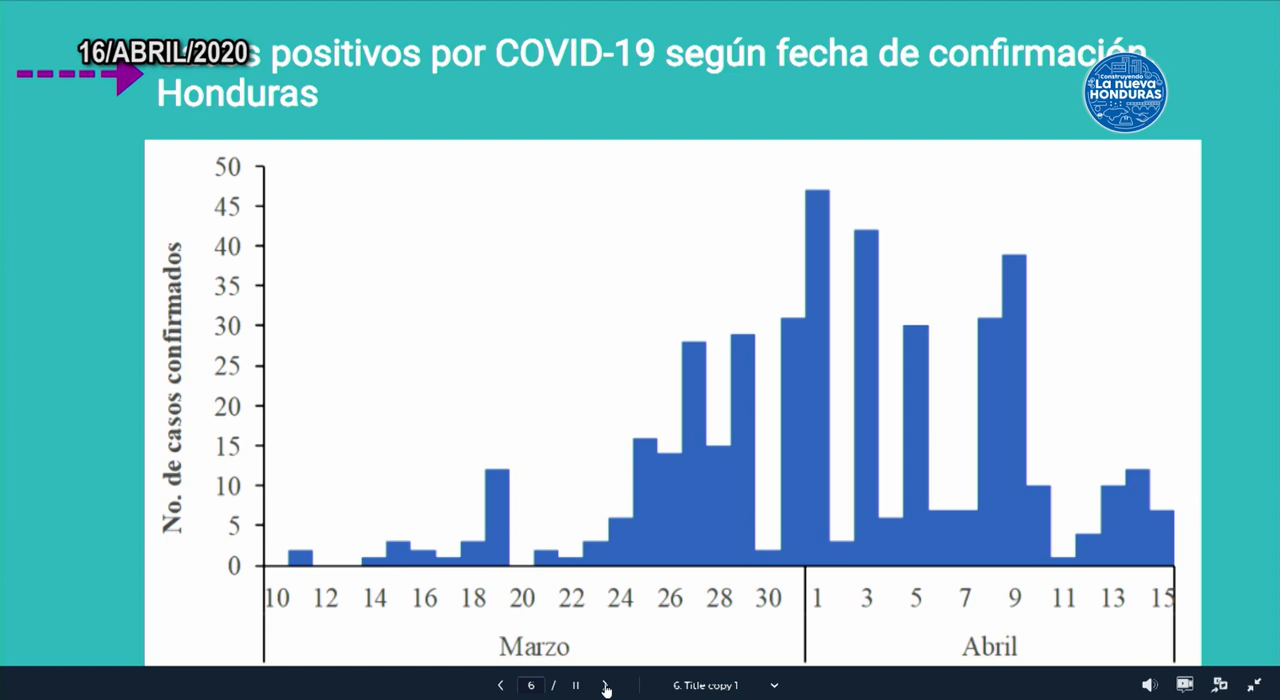 16/ABRIL/2020
positivos por COVID-19 según fecha de confirmación
Honduras
Construyendo
La nueva
HONDURAS
No. de casos confirmados
50
45
40
35
30
25
20
15
10
5
0
10 12 14 16 18 20 22 24 26 28 30 1 3 5 7 9 11 13 15
Marzo Abril
6 / 6. Title copy 1